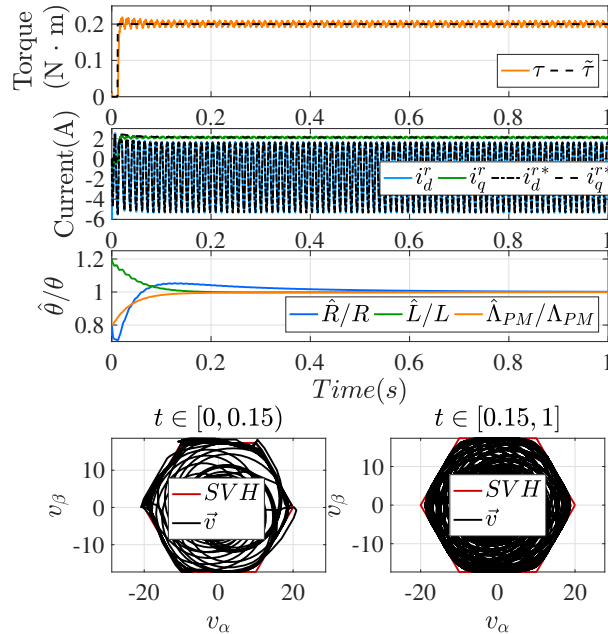 Torque
(N · m)
0.2
0.1
0
τ τ̃
0 0.2 0.4 0.6 0.8 1
Current(A)
2
0
-2
-4
-6
i_d^r i_q^r i_d^{r*} i_q^{r*}
0 0.2 0.4 0.6 0.8 1
θ̂/θ
1.2
1
0.8
R̂/R L̂/L Λ̂_{PM}/Λ_{PM}
0 0.2 0.4 0.6 0.8 1
Time(s)
t ∈ [0, 0.15)
v_β
10
0
-10
SVH
v⃗
-20 0 20
v_α
t ∈ [0.15, 1]
v_β
10
0
-10
SVH
v⃗
-20 0 20
v_α